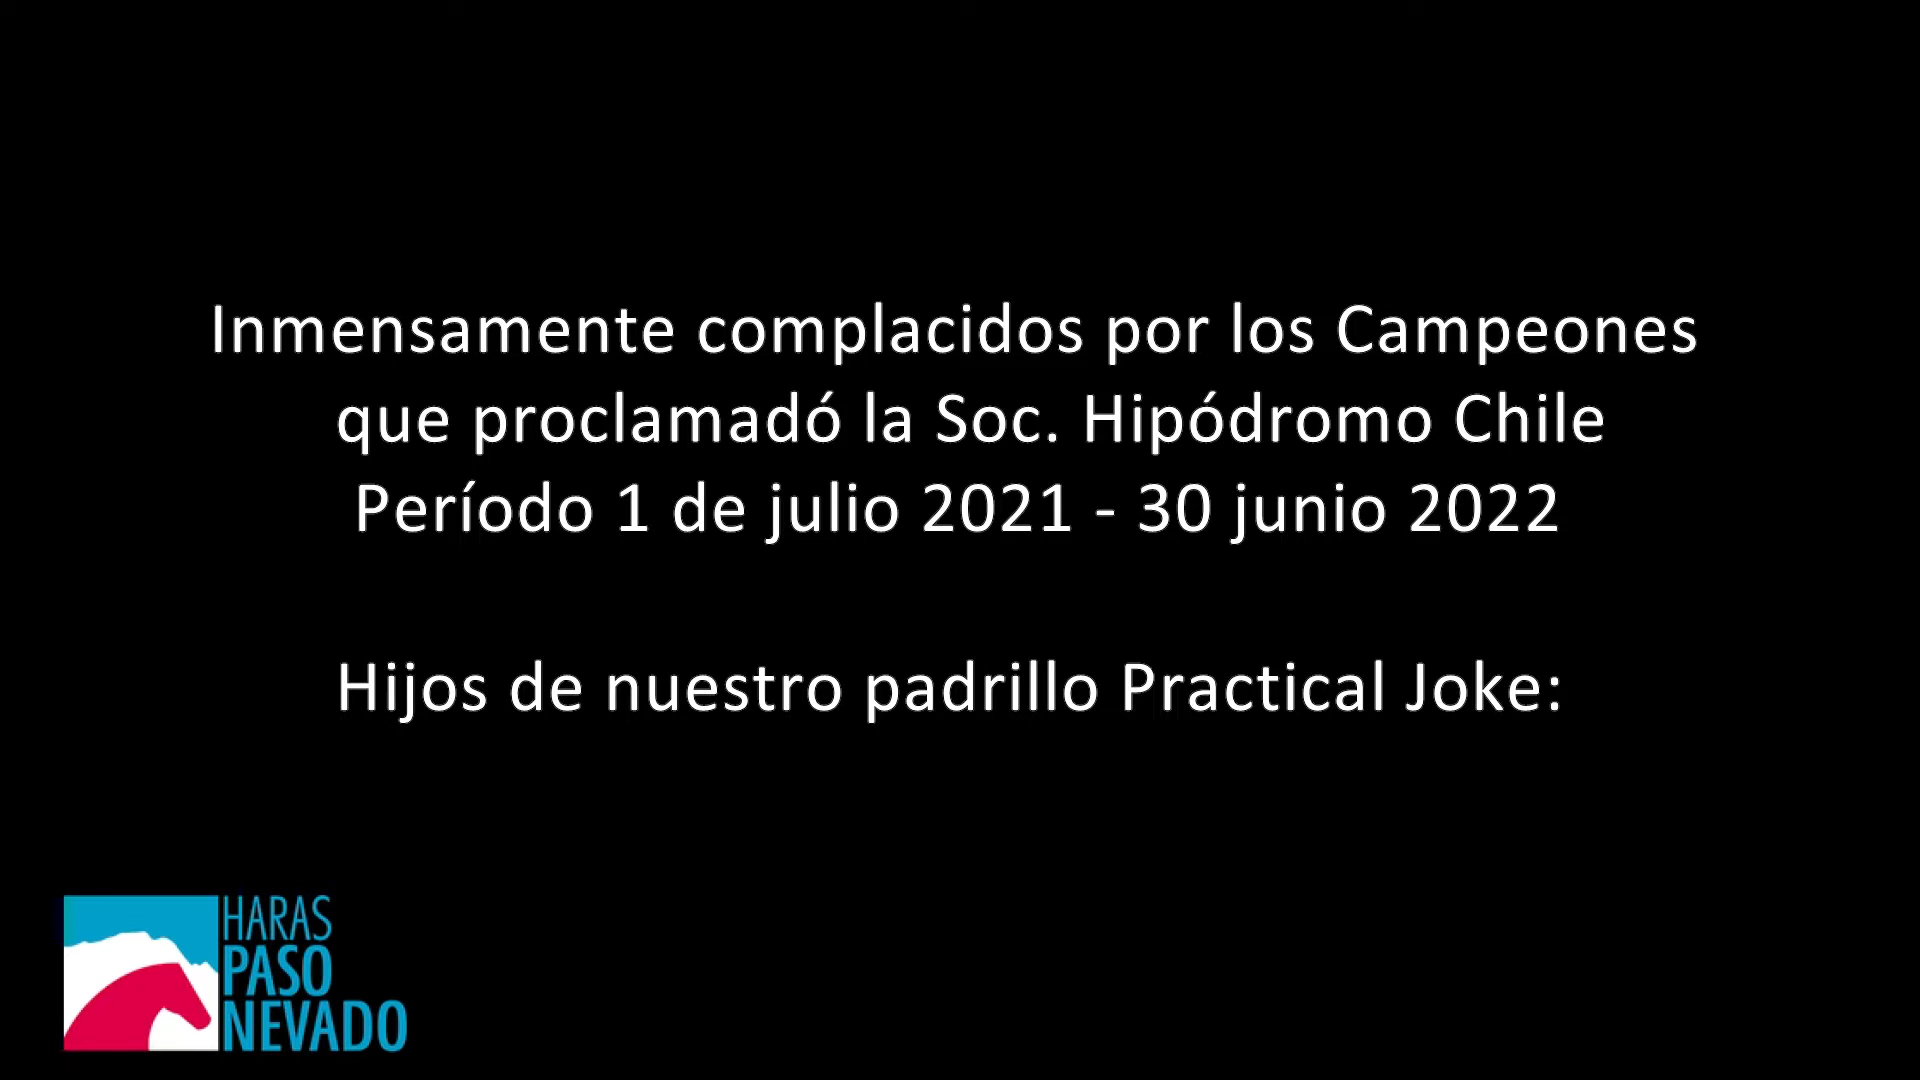 Inmensamente complacidos por los Campeones
que proclamadó la Soc. Hipódromo Chile
Período 1 de julio 2021 - 30 junio 2022
Hijos de nuestro padrillo Practical Joke:
HARAS
PASO
NEVADO